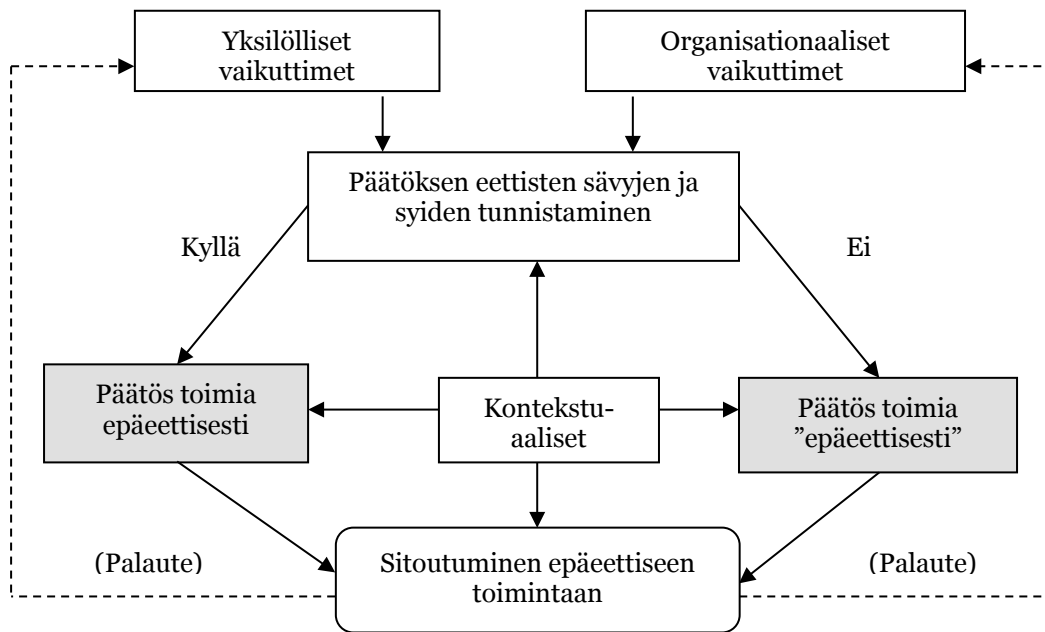 Yksilölliset
vaikuttimet
Organisationaaliset
vaikuttimet
Päätöksen eettisten sävyjen ja
syiden tunnistaminen
Kyllä
Ei
Päätös toimia
epäeettisesti
Kontekstu-
aaliset
Päätös toimia
”epäeettisesti”
(Palaute)
Sitoutuminen epäeettiseen
toimintaan
(Palaute)